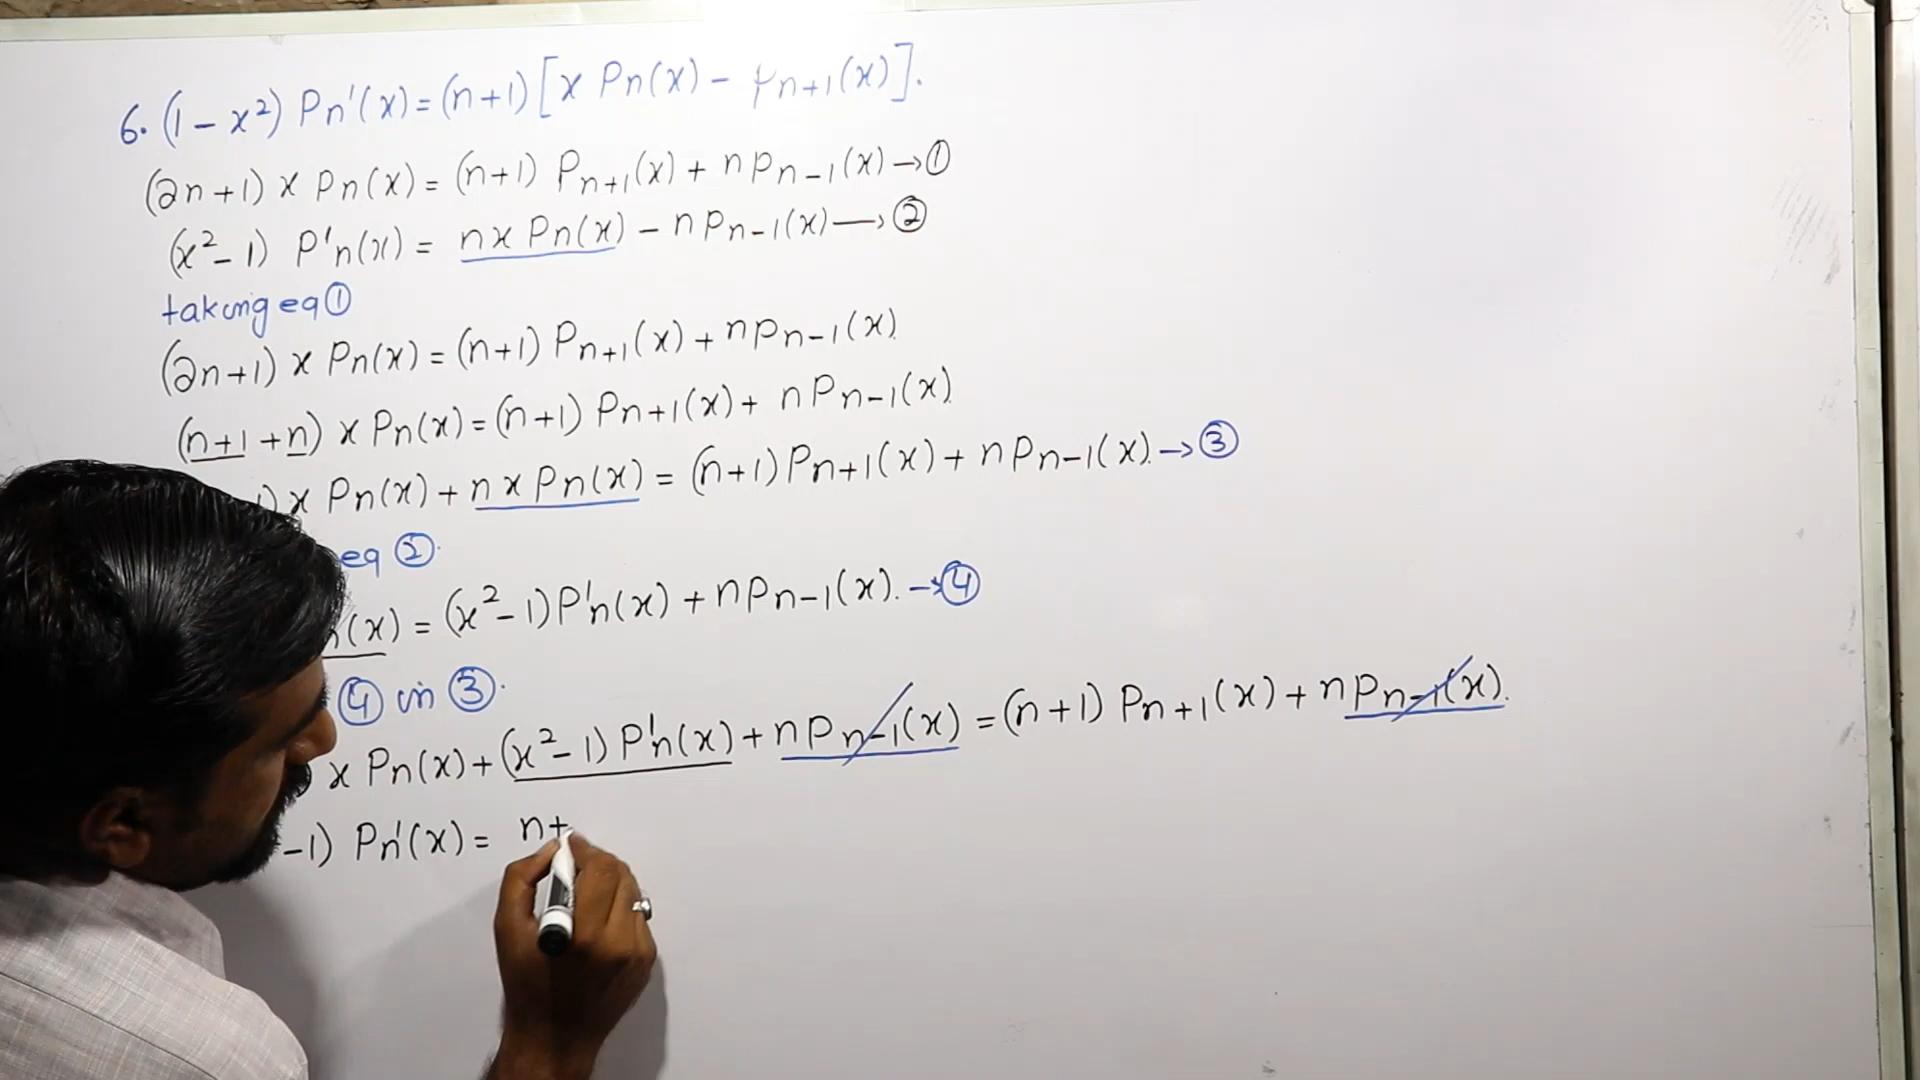 6. (1 - x²) Pn'(x) = (n+1) [x Pn(x) - Pn+1(x)].
(2n+1) x Pn(x) = (n+1) Pn+1(x) + n Pn-1(x) → ①
(x² - 1) P'n(x) = nx Pn(x) - n Pn-1(x) → ②
taking eq ①
(2n+1) x Pn(x) = (n+1) Pn+1(x) + n Pn-1(x).
(n+1 + n) x Pn(x) = (n+1) Pn+1(x) + n Pn-1(x).
) x Pn(x) + n x Pn(x) = (n+1) Pn+1(x) + n Pn-1(x). → ③
eq ②.
(x) = (x² - 1) P'n(x) + n Pn-1(x). → ④
④ in ③.
x Pn(x) + (x² - 1) P'n(x) + n Pn-1(x) = (n+1) Pn+1(x) + n Pn-1(x).
-1) Pn'(x) = n+